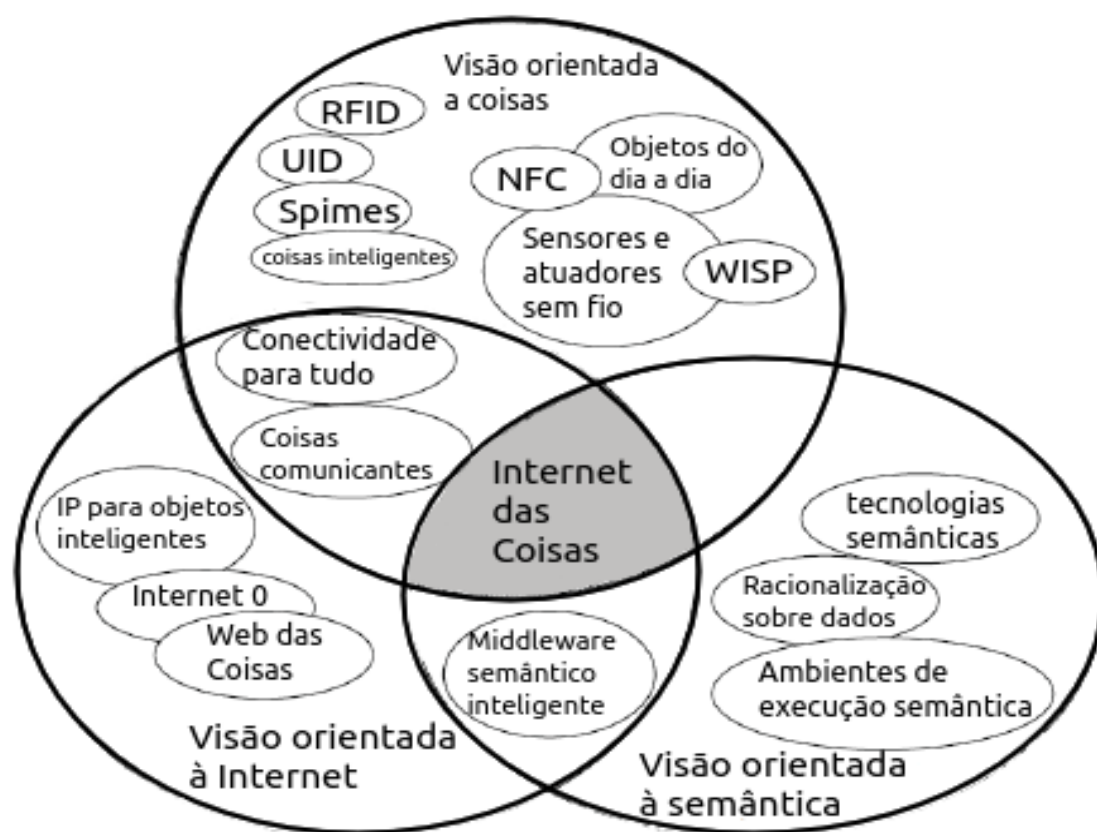 Visão orientada
a coisas
RFID
UID
Spimes
coisas inteligentes
NFC
Objetos do
dia a dia
Sensores e
atuadores
sem fio
WISP
Conectividade
para tudo
Coisas
comunicantes
Internet
das
Coisas
IP para objetos
inteligentes
Internet 0
Web das
Coisas
Visão orientada
à Internet
Middleware
semântico
inteligente
tecnologias
semânticas
Racionalização
sobre dados
Ambientes de
execução semântica
Visão orientada
à semântica